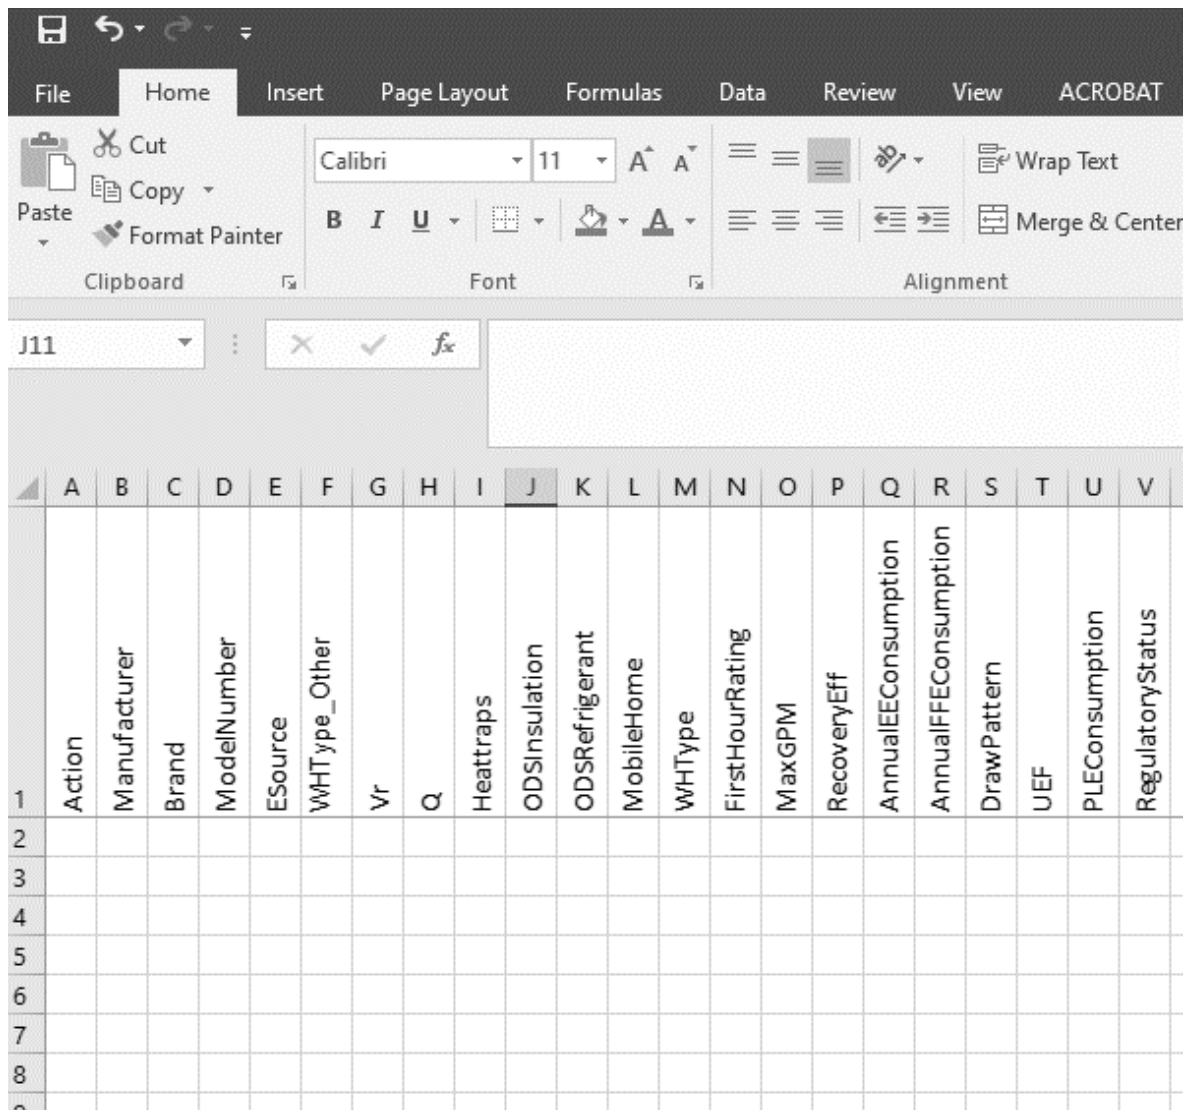 File Home Insert Page Layout Formulas Data Review View ACROBAT
Cut
Copy
Paste
Format Painter
Clipboard
Calibri 11 A A
B I U A
Font
Wrap Text
Merge & Center
Alignment
J11 fx
A B C D E F G H I J K L M N O P Q R S T U V
1
Action
Manufacturer
Brand
ModelNumber
ESource
WHType_Other
Vr
Q
Heattraps
ODSInsulation
ODSRefrigerant
MobileHome
WHType
FirstHourRating
MaxGPM
RecoveryEff
AnnualEEConsumption
AnnualFFEConsumption
DrawPattern
UEF
PLEConsumption
RegulatoryStatus
2
3
4
5
6
7
8